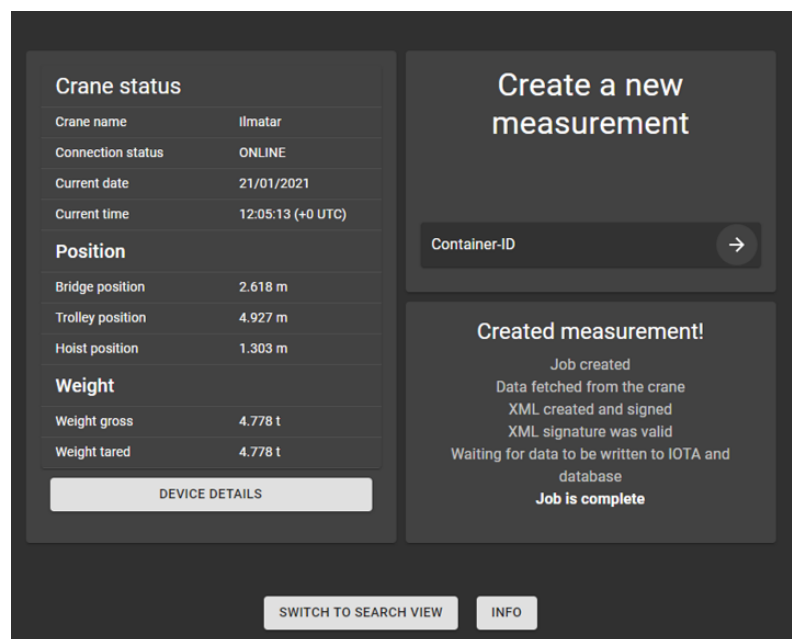 Crane status
Crane name Ilmatar
Connection status ONLINE
Current date 21/01/2021
Current time 12:05:13 (+0 UTC)
Position
Bridge position 2.618 m
Trolley position 4.927 m
Hoist position 1.303 m
Weight
Weight gross 4.778 t
Weight tared 4.778 t
DEVICE DETAILS
Create a new
measurement
Container-ID
Created measurement!
Job created
Data fetched from the crane
XML created and signed
XML signature was valid
Waiting for data to be written to IOTA and
database
Job is complete
SWITCH TO SEARCH VIEW
INFO